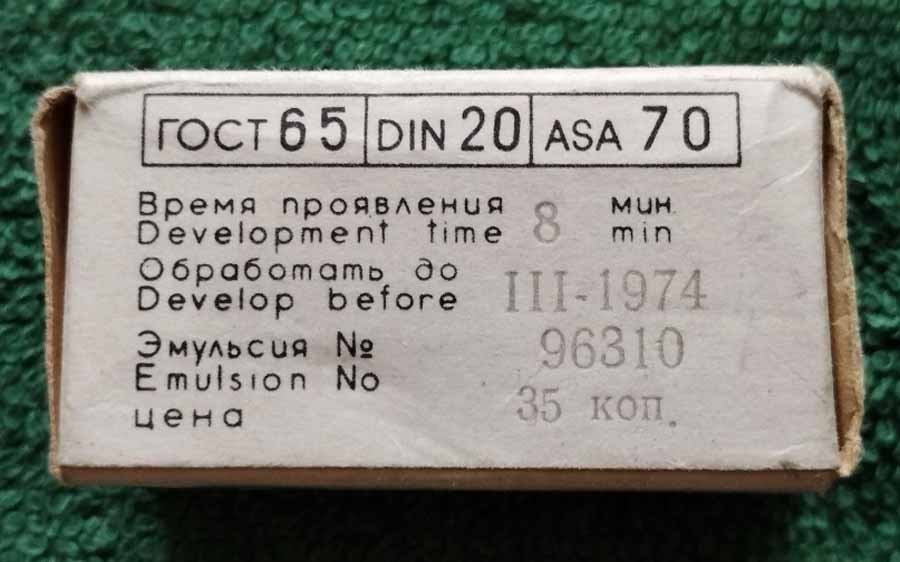 ГОСТ 65 DIN 20 ASA 70
Время проявления 8 мин.
Development time min
Обработать до III-1974
Develop before
Эмульсия № 96310
Emulsion No
цена 35 коп.